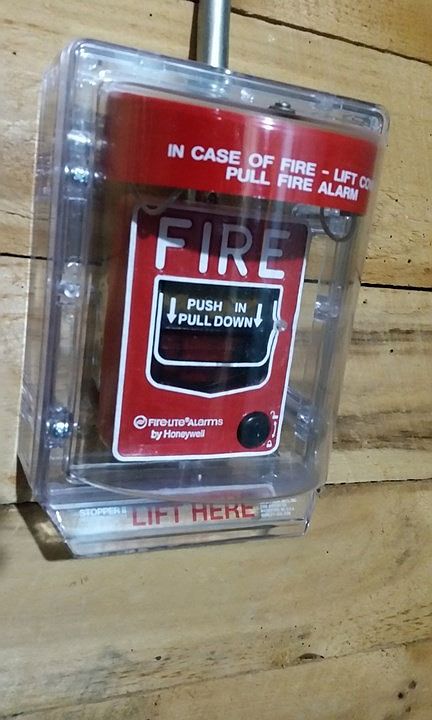 IN CASE OF FIRE - LIFT CO
PULL FIRE ALARM
FIRE
PUSH IN
PULL DOWN
FIRE•LITE® ALARMS
by Honeywell
STOPPER II
LIFT HERE